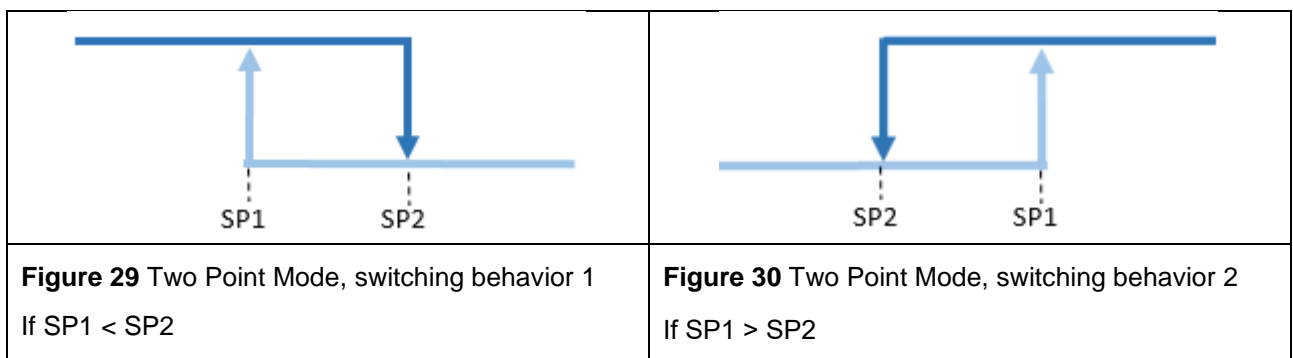 SP1 SP2
SP2 SP1
Figure 29 Two Point Mode, switching behavior 1
If SP1 < SP2
Figure 30 Two Point Mode, switching behavior 2
If SP1 > SP2